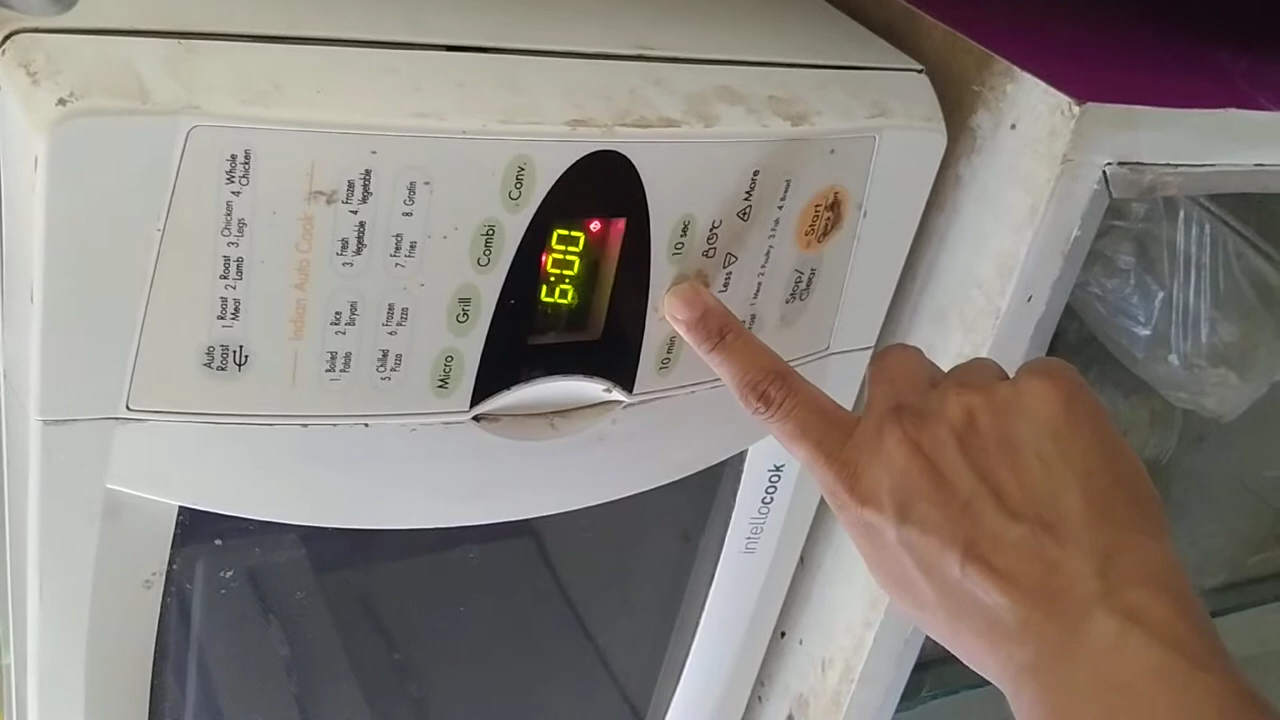 Auto
Roast
1. Roast Meat
2. Roast Lamb
3. Chicken Legs
4. Whole Chicken
Indian Auto Cook
1. Boiled Potato
2. Rice Biryani
3. Fresh Vegetable
4. Frozen Vegetable
5. Chilled Pizza
6. Frozen Pizza
7. French Fries
8. Gratin
Micro
Grill
Combi
Conv.
6:00
10 min
10 sec
Less
°C
More
1. Meat 2. Poultry 3. Fish 4. Bread
Stop/
Clear
Start
intellocook